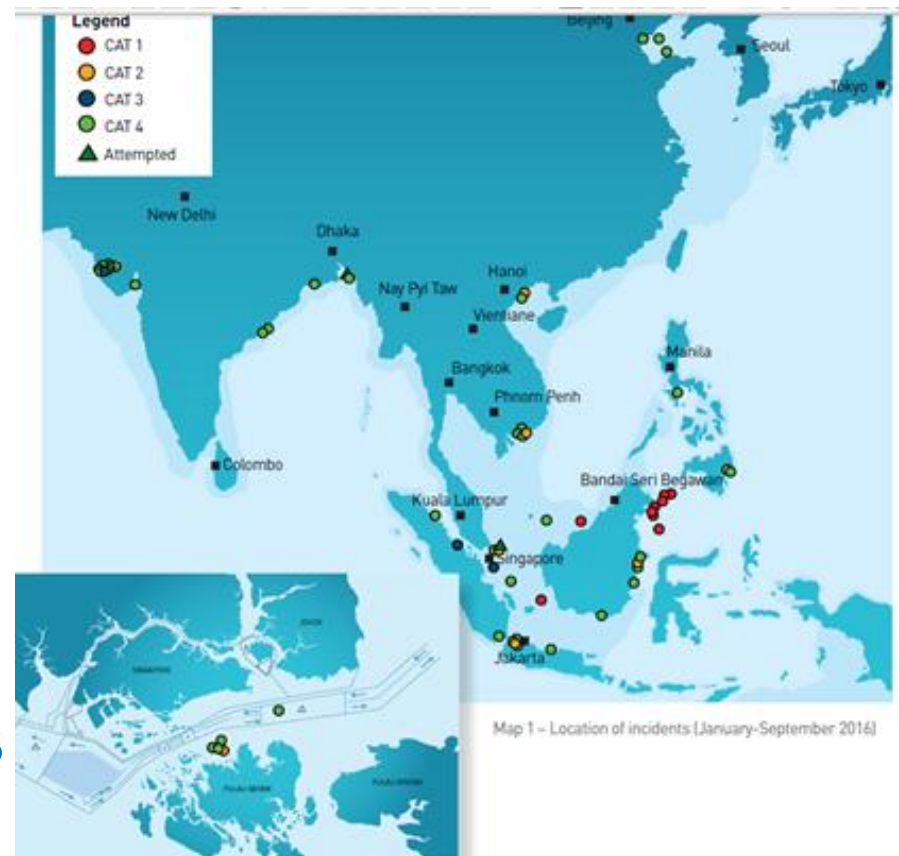 Legend
CAT 1
CAT 2
CAT 3
CAT 4
Attempted
Beijing
Seoul
Tokyo
New Delhi
Dhaka
Hanoi
Nay Pyi Taw
Vientiane
Manila
Bangkok
Phnom Penh
Colombo
Bandai Seri Begawan
Kuala Lumpur
Singapore
Jakarta
Map 1 – Location of incidents (January-September 2016)